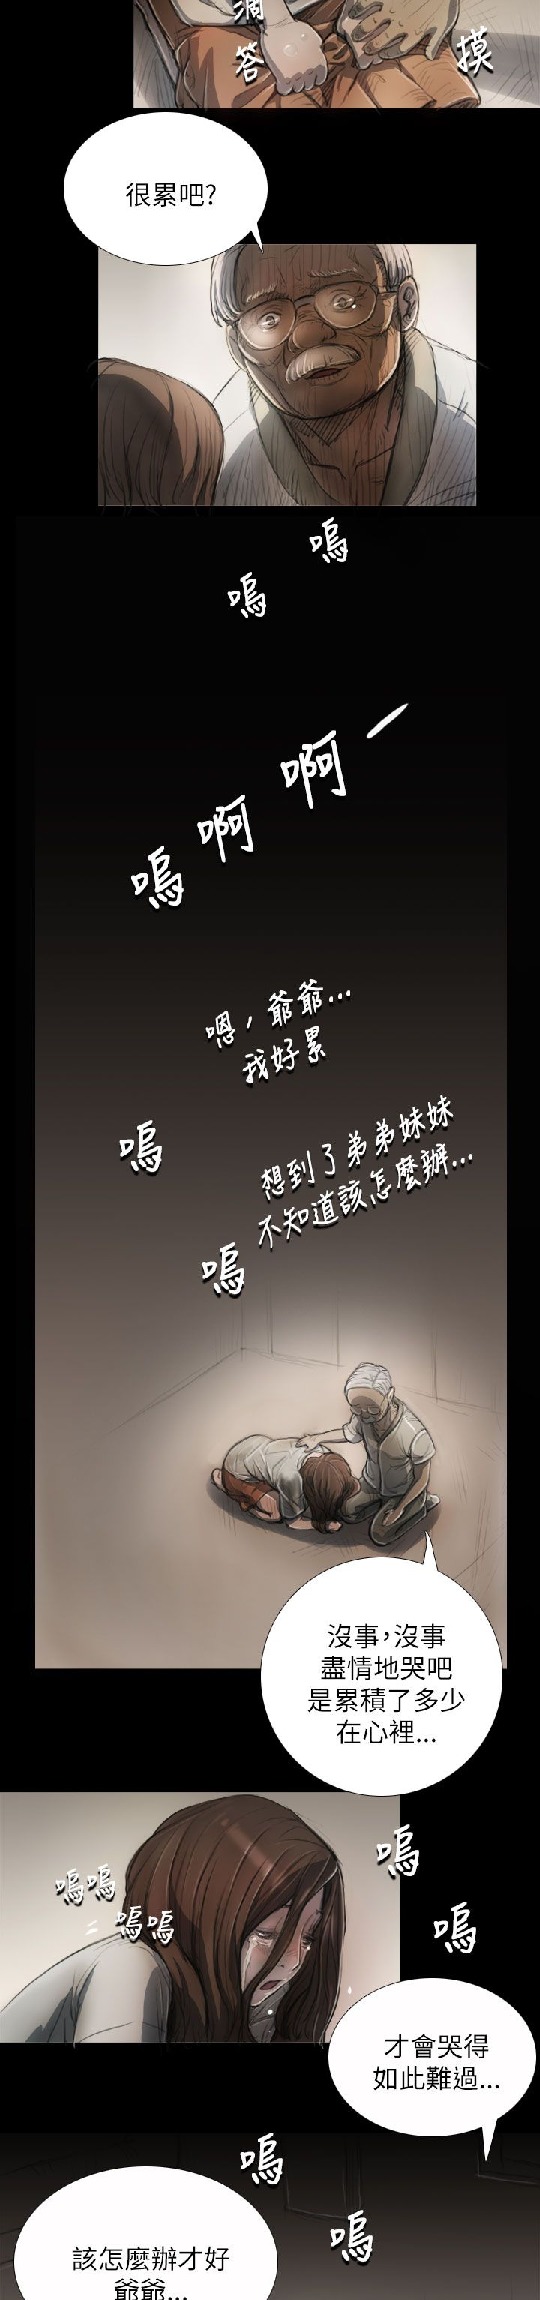 滴
答
摸
很累吧?
嗚
嗚
嗚啊啊一
嗯，爺爺...
我好累
嗚
想到了弟弟妹妹
不知道該怎麼辦...
嗚
沒事，沒事
盡情地哭吧
是累積了多少
在心裡...
嗚嗚
嗚嗚
嗚
嗚
才會哭得
如此難過...
嗚
嗚
該怎麼辦才好
爺爺...